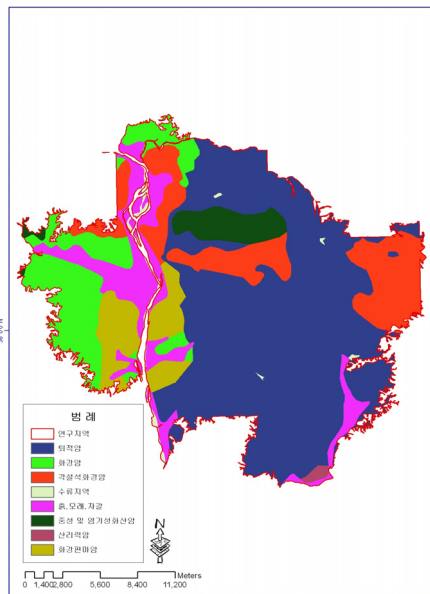 범 례
연구지역
퇴적암
화강암
각섬석화강암
수류지역
흙,모래,자갈
중성 및 염기성화산암
산리력암
화강편마암
N
Meters
0 1,400 2,800 5,600 8,400 11,200